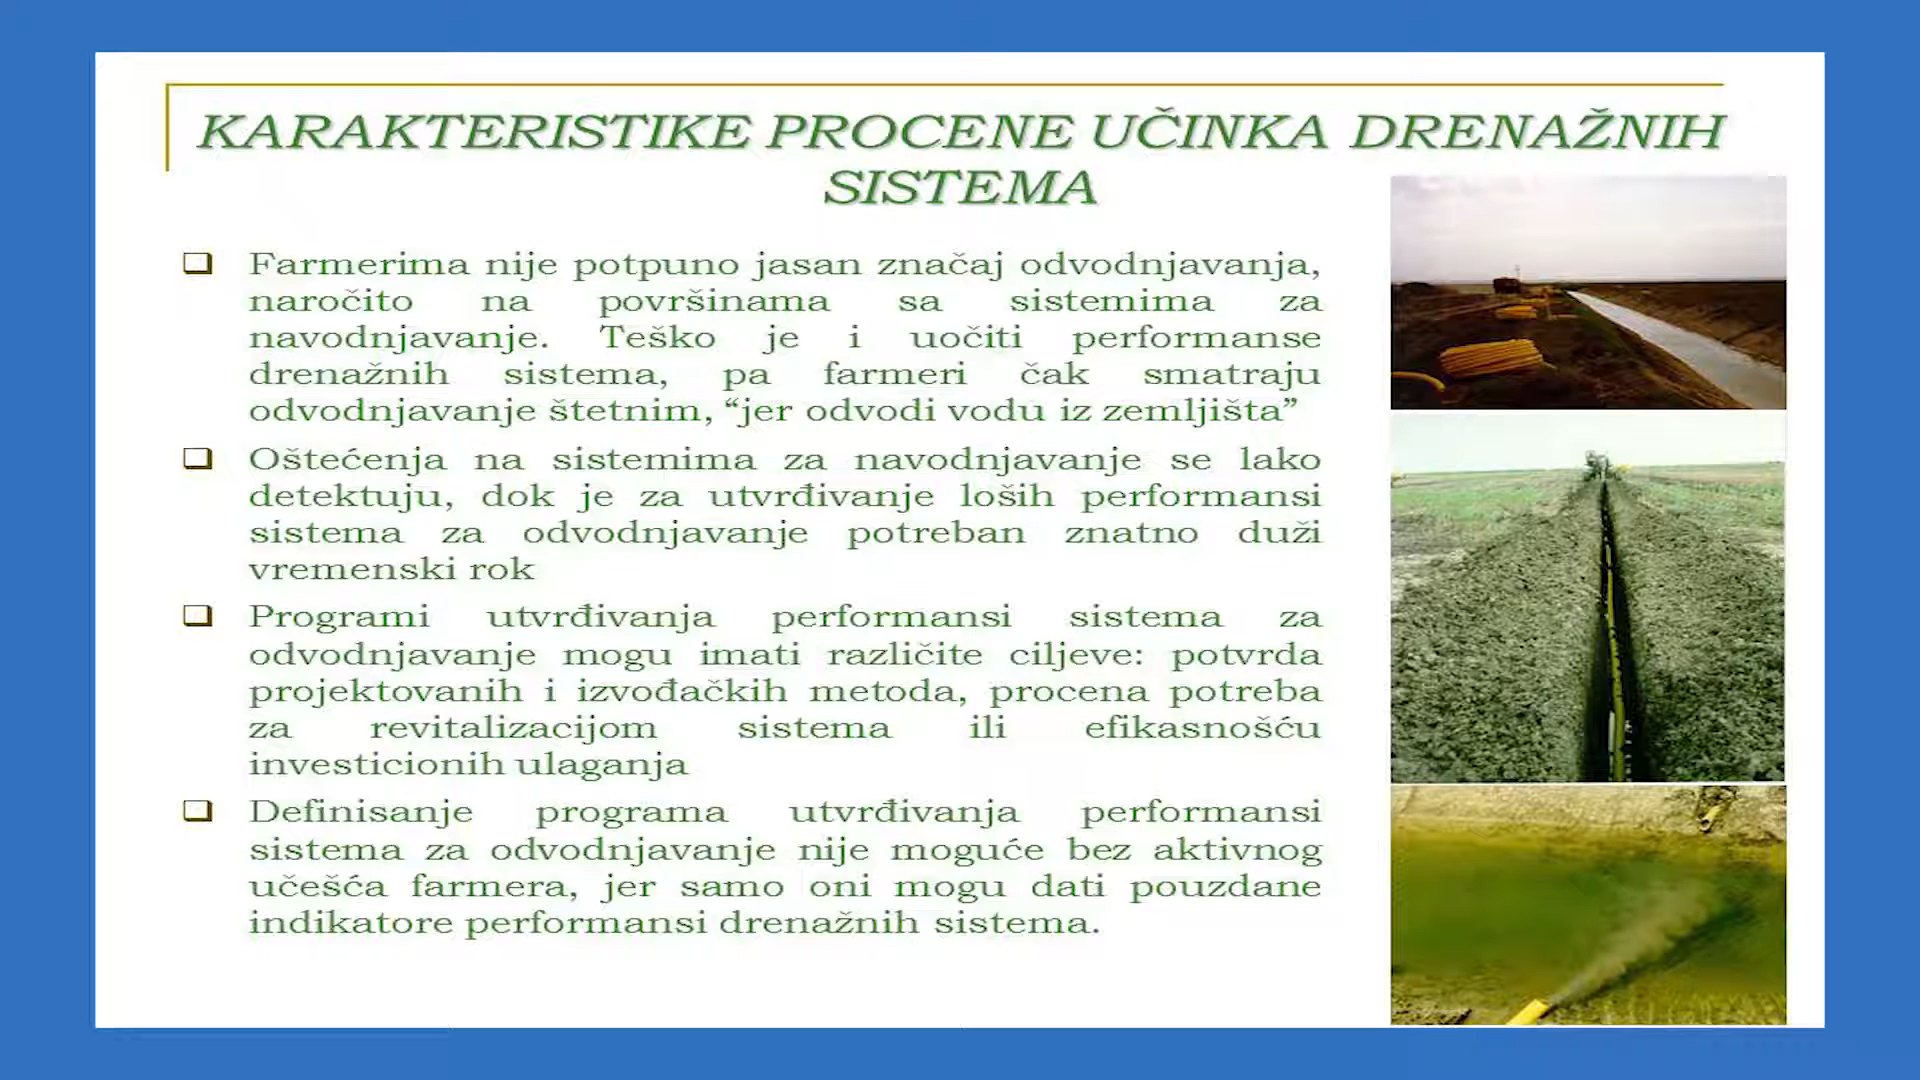 KARAKTERISTIKE PROCENE UČINKA DRENAŽNIH
SISTEMA
Farmerima nije potpuno jasan značaj odvodnjavanja,
naročito na površinama sa sistemima za
navodnjavanje. Teško je i uočiti performanse
drenažnih sistema, pa farmeri čak smatraju
odvodnjavanje štetnim, “jer odvodi vodu iz zemljišta”
Oštećenja na sistemima za navodnjavanje se lako
detektuju, dok je za utvrđivanje loših performansi
sistema za odvodnjavanje potreban znatno duži
vremenski rok
Programi utvrđivanja performansi sistema za
odvodnjavanje mogu imati različite ciljeve: potvrda
projektovanih i izvođačkih metoda, procena potreba
za revitalizacijom sistema ili efikasnošću
investicionih ulaganja
Definisanje programa utvrđivanja performansi
sistema za odvodnjavanje nije moguće bez aktivnog
učešća farmera, jer samo oni mogu dati pouzdane
indikatore performansi drenažnih sistema.